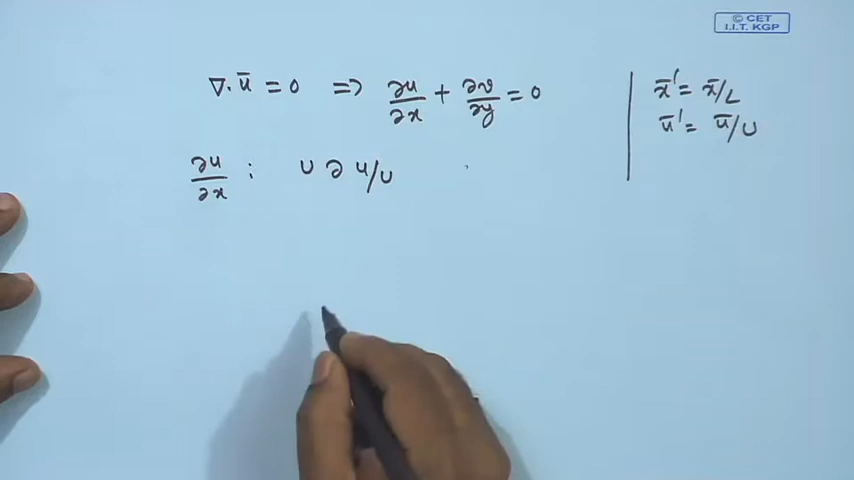 © CET
I.I.T. KGP
∇·ū = 0 ⇒ ∂u/∂x + ∂v/∂y = 0
x̄' = x̄/L
ū' = ū/U
∂u/∂x : U ∂ u/U